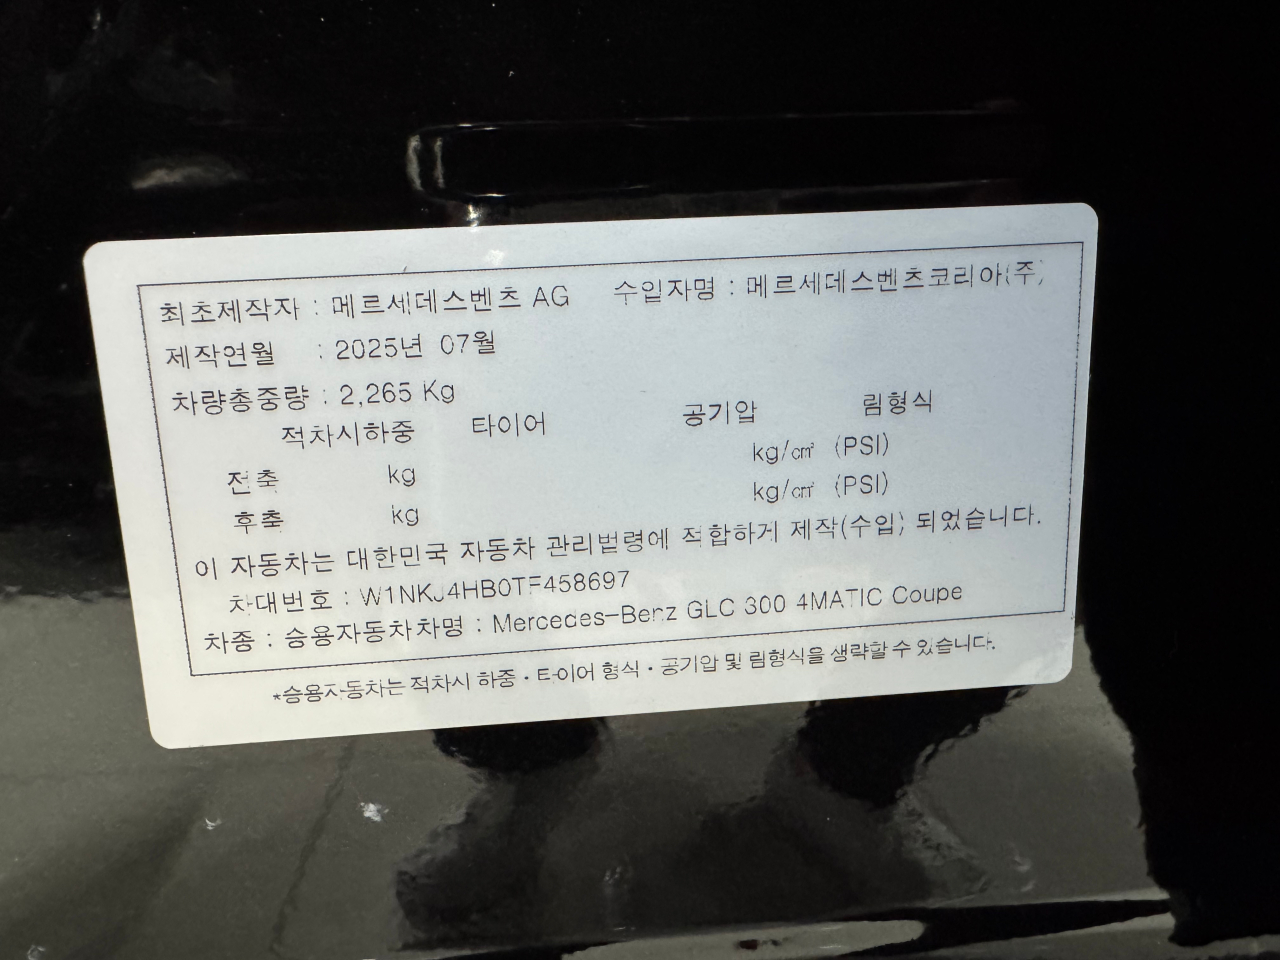 최초제작자 : 메르세데스벤츠 AG 수입자명 : 메르세데스벤츠코리아(주)
제작연월 : 2025년 07월
차량총중량 : 2,265 Kg
적차시하중 타이어 공기압 림형식
전축 kg kg/㎠ (PSI)
후축 kg kg/㎠ (PSI)
이 자동차는 대한민국 자동차 관리법령에 적합하게 제작(수입) 되었습니다.
차대번호 : W1NKJ4HB0TF458697
차종 : 승용자동차차명 : Mercedes-Benz GLC 300 4MATIC Coupe
*승용자동차는 적차시 하중·타이어 형식·공기압 및 림형식을 생략할 수 있습니다.